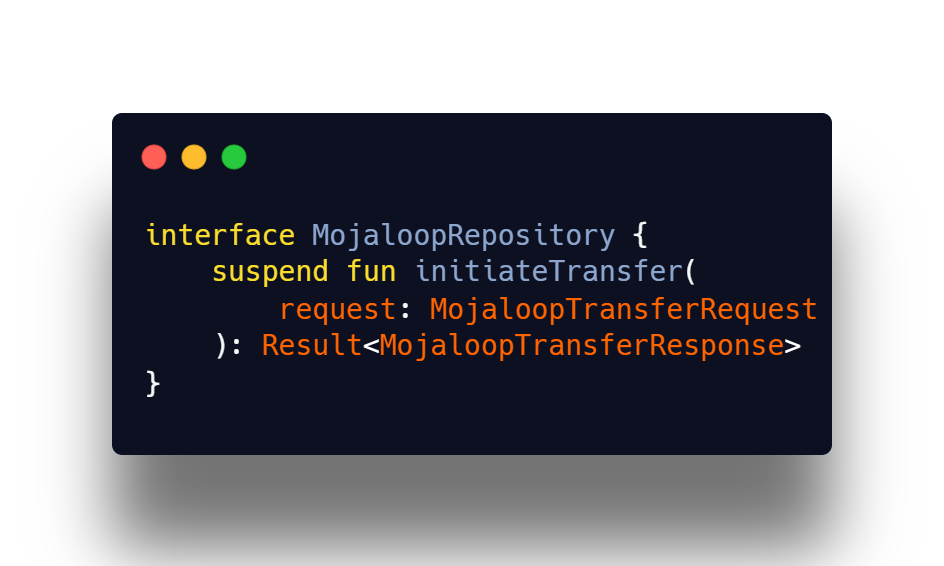 interface MojaloopRepository {
    suspend fun initiateTransfer(
        request: MojaloopTransferRequest
    ): Result<MojaloopTransferResponse>
}